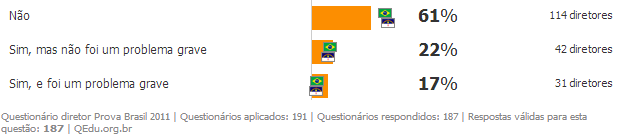 Não 61% 114 diretores
Sim, mas não foi um problema grave 22% 42 diretores
Sim, e foi um problema grave 17% 31 diretores
Questionário diretor Prova Brasil 2011 | Questionários aplicados: 191 | Questionários respondidos: 187 | Respostas válidas para esta
questão: 187 | QEdu.org.br